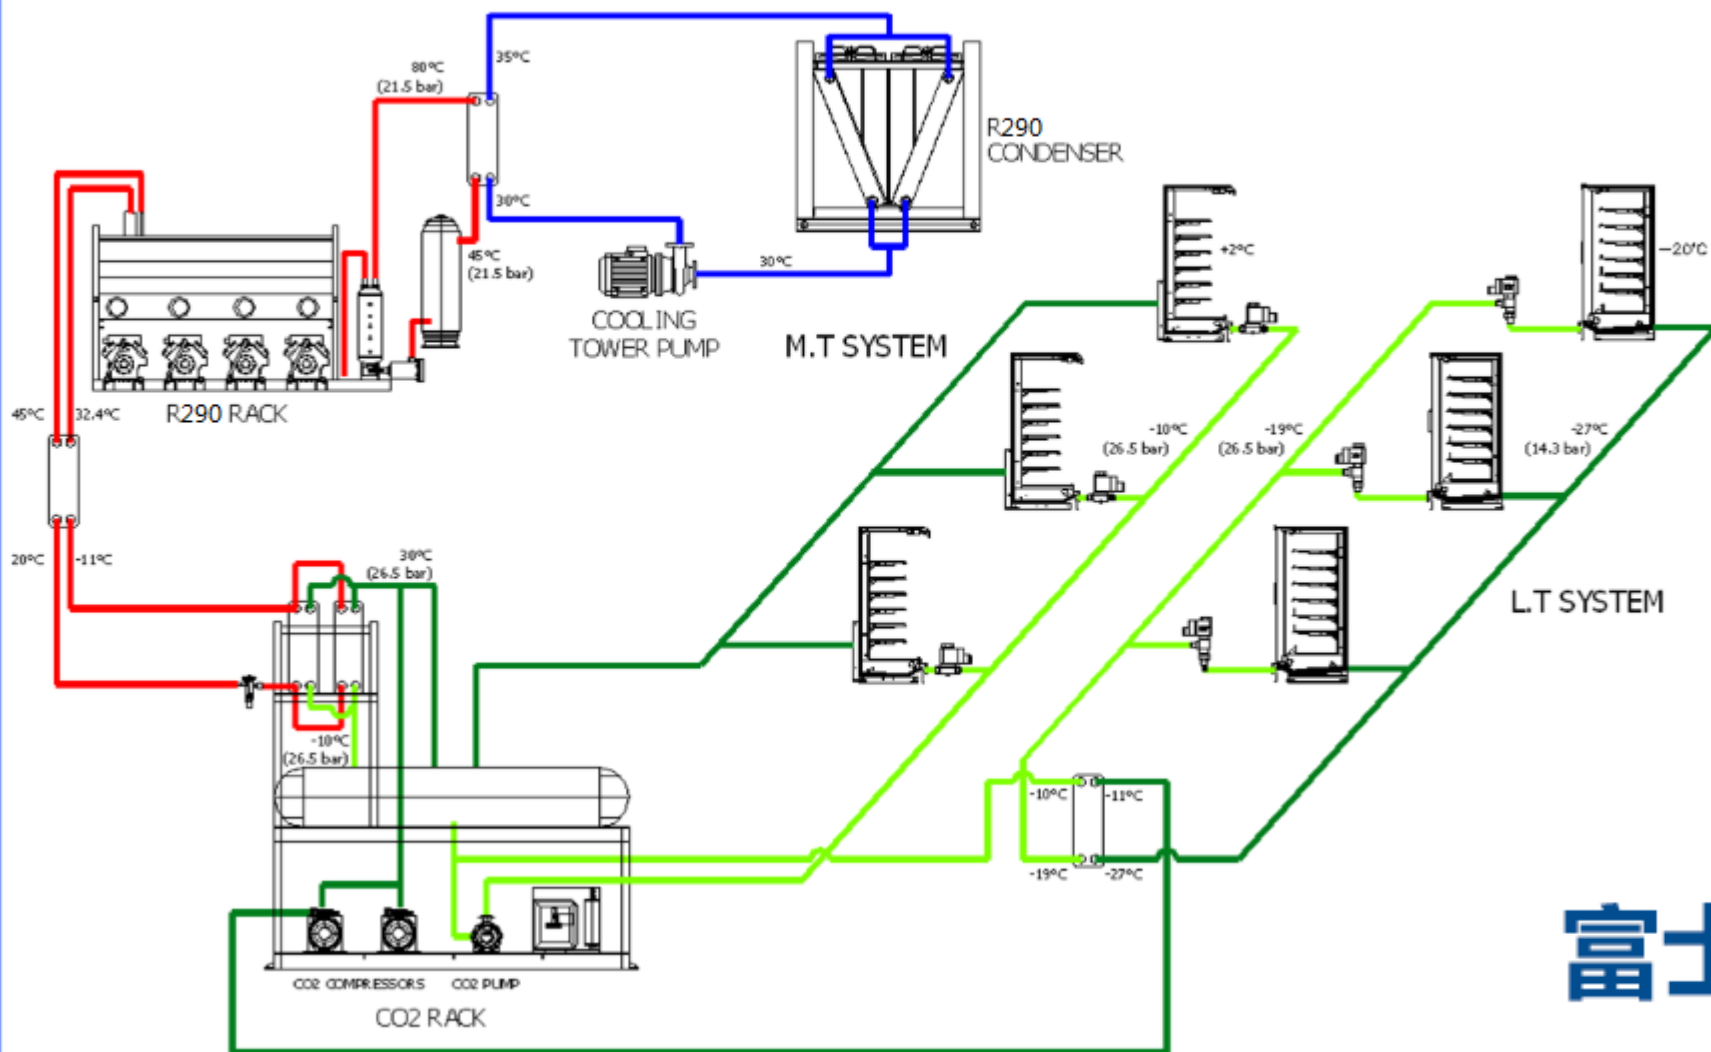 35°C
80°C
(21.5 bar)
R290
CONDENSER
30°C
45°C
(21.5 bar)
30°C
+2°C
-20°C
COOLING
TOWER PUMP
M.T SYSTEM
R290 RACK
45°C
32.4°C
-10°C
(26.5 bar)
-19°C
(26.5 bar)
-27°C
(14.3 bar)
20°C
-11°C
30°C
(26.5 bar)
L.T SYSTEM
-10°C
(26.5 bar)
-10°C
-11°C
-19°C
-27°C
CO2 COMPRESSORS
CO2 PUMP
CO2 RACK
富士